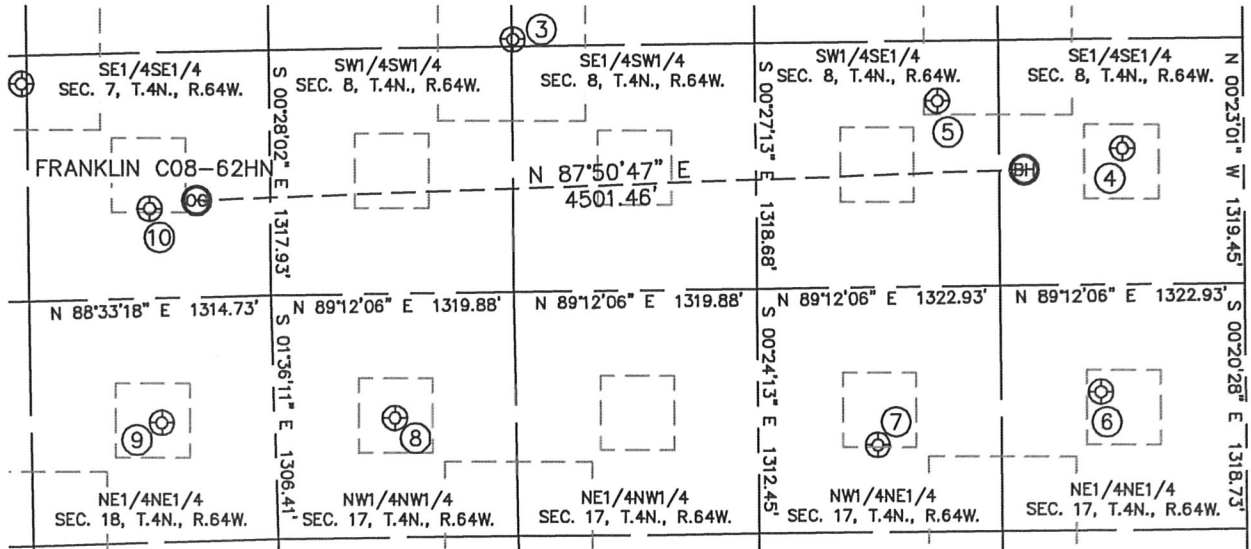 3
SE1/4SE1/4
SEC. 7, T.4N., R.64W.
SW1/4SW1/4
SEC. 8, T.4N., R.64W.
SE1/4SW1/4
SEC. 8, T.4N., R.64W.
SW1/4SE1/4
SEC. 8, T.4N., R.64W.
SE1/4SE1/4
SEC. 8, T.4N., R.64W.
S 00°28'02" E 1317.93'
S 00°27'13" E 1318.68'
N 00°23'01" W 1319.45'
5
4
FRANKLIN C08-62HN
OG
10
N 87°50'47" E
4501.46'
BH
N 88°33'18" E 1314.73'
N 89°12'06" E 1319.88'
N 89°12'06" E 1319.88'
N 89°12'06" E 1322.93'
N 89°12'06" E 1322.93'
S 01°36'11" E 1306.41'
S 00°24'13" E 1312.45'
S 00°20'28" E 1318.73'
9
8
7
6
NE1/4NE1/4
SEC. 18, T.4N., R.64W.
NW1/4NW1/4
SEC. 17, T.4N., R.64W.
NE1/4NW1/4
SEC. 17, T.4N., R.64W.
NW1/4NE1/4
SEC. 17, T.4N., R.64W.
NE1/4NE1/4
SEC. 17, T.4N., R.64W.